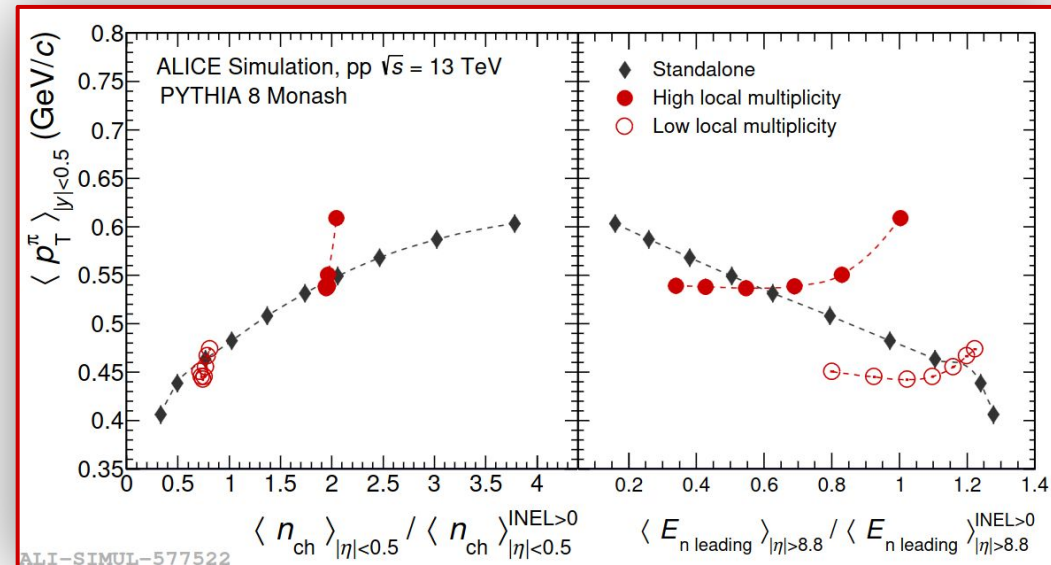 ALICE Simulation, pp √s = 13 TeV
PYTHIA 8 Monash
Standalone
High local multiplicity
Low local multiplicity
⟨ p_T^π ⟩_|y|<0.5 (GeV/c)
0.8
0.75
0.7
0.65
0.6
0.55
0.5
0.45
0.4
0.35
0 0.5 1 1.5 2 2.5 3 3.5 4
0.2 0.4 0.6 0.8 1.0 1.2 1.4
⟨ n_ch ⟩_|η|<0.5 / ⟨ n_ch ⟩_|η|<0.5^INEL>0
⟨ E_n leading ⟩_|η|>8.8 / ⟨ E_n leading ⟩_|η|>8.8^INEL>0
ALI-SIMUL-577522